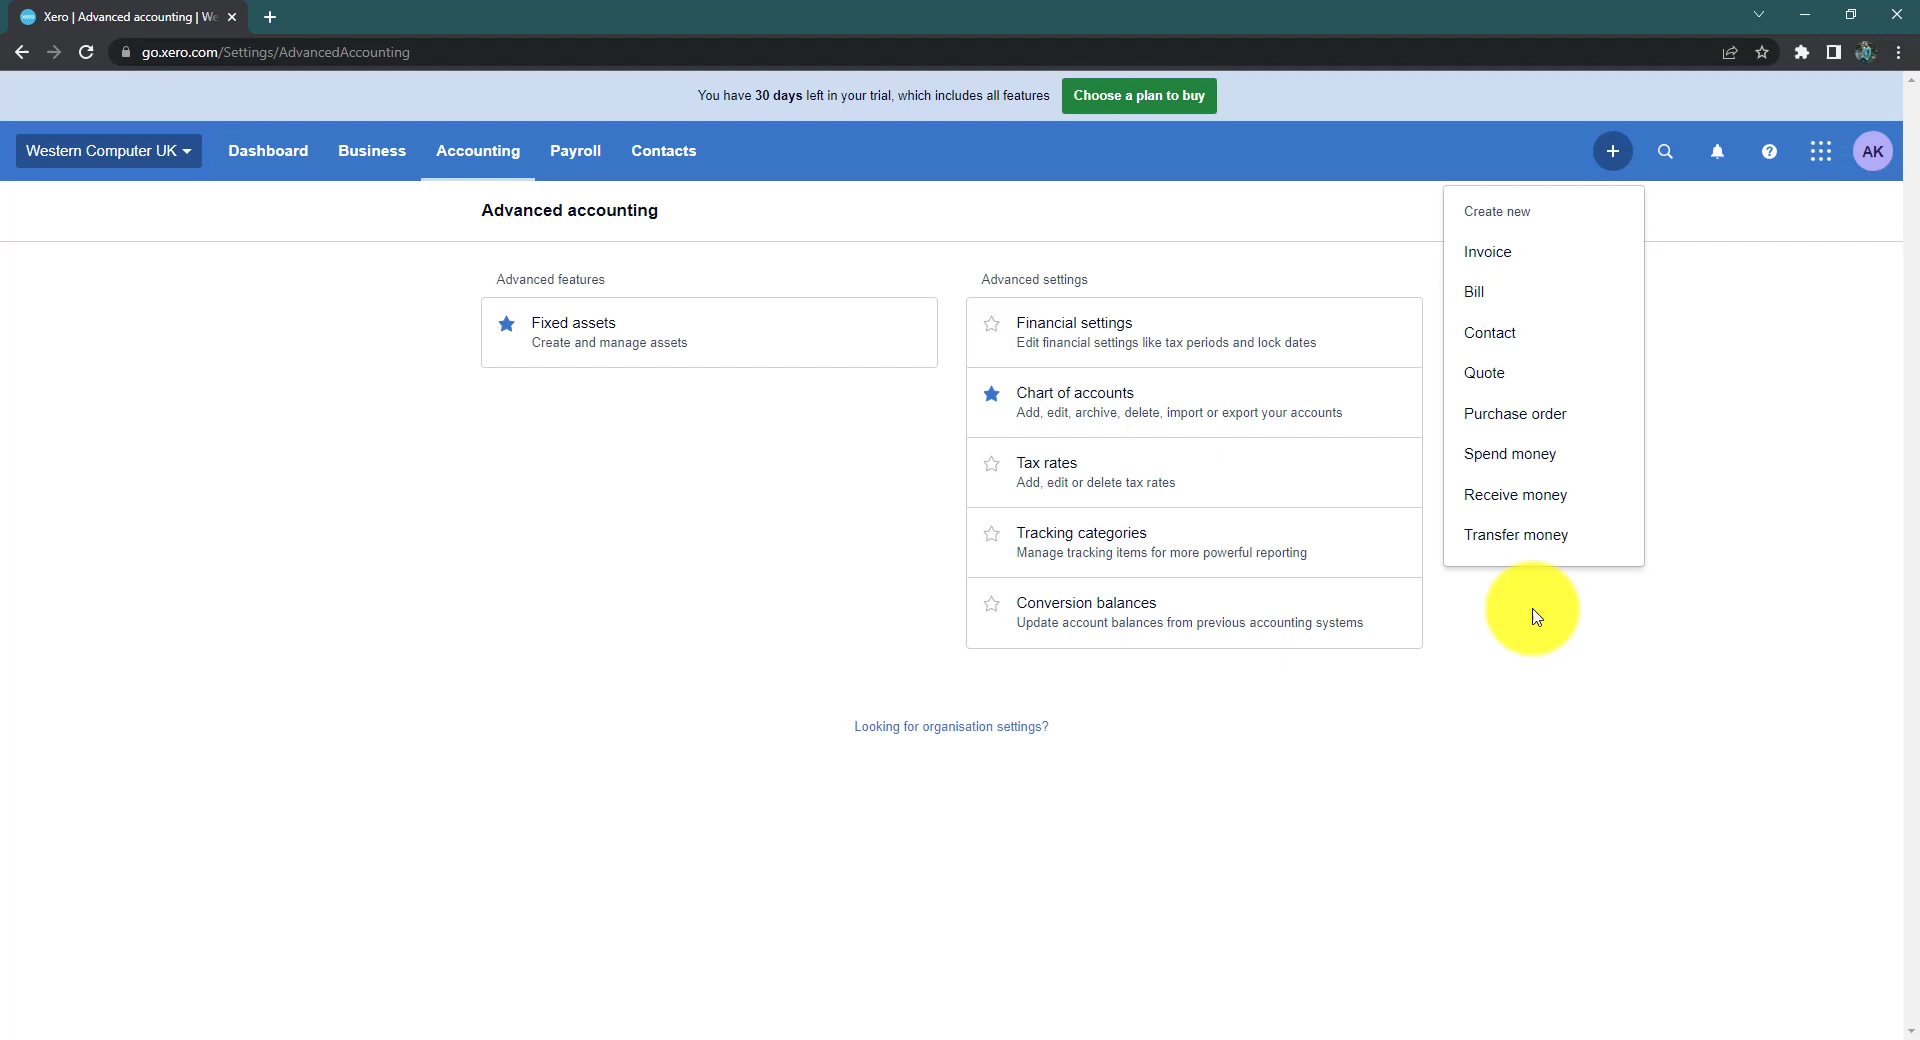 Xero | Advanced accounting | We
go.xero.com/Settings/AdvancedAccounting
You have 30 days left in your trial, which includes all features
Choose a plan to buy
Western Computer UK
Dashboard
Business
Accounting
Payroll
Contacts
AK
Advanced accounting
Advanced features
Fixed assets
Create and manage assets
Advanced settings
Financial settings
Edit financial settings like tax periods and lock dates
Chart of accounts
Add, edit, archive, delete, import or export your accounts
Tax rates
Add, edit or delete tax rates
Tracking categories
Manage tracking items for more powerful reporting
Conversion balances
Update account balances from previous accounting systems
Create new
Invoice
Bill
Contact
Quote
Purchase order
Spend money
Receive money
Transfer money
Looking for organisation settings?